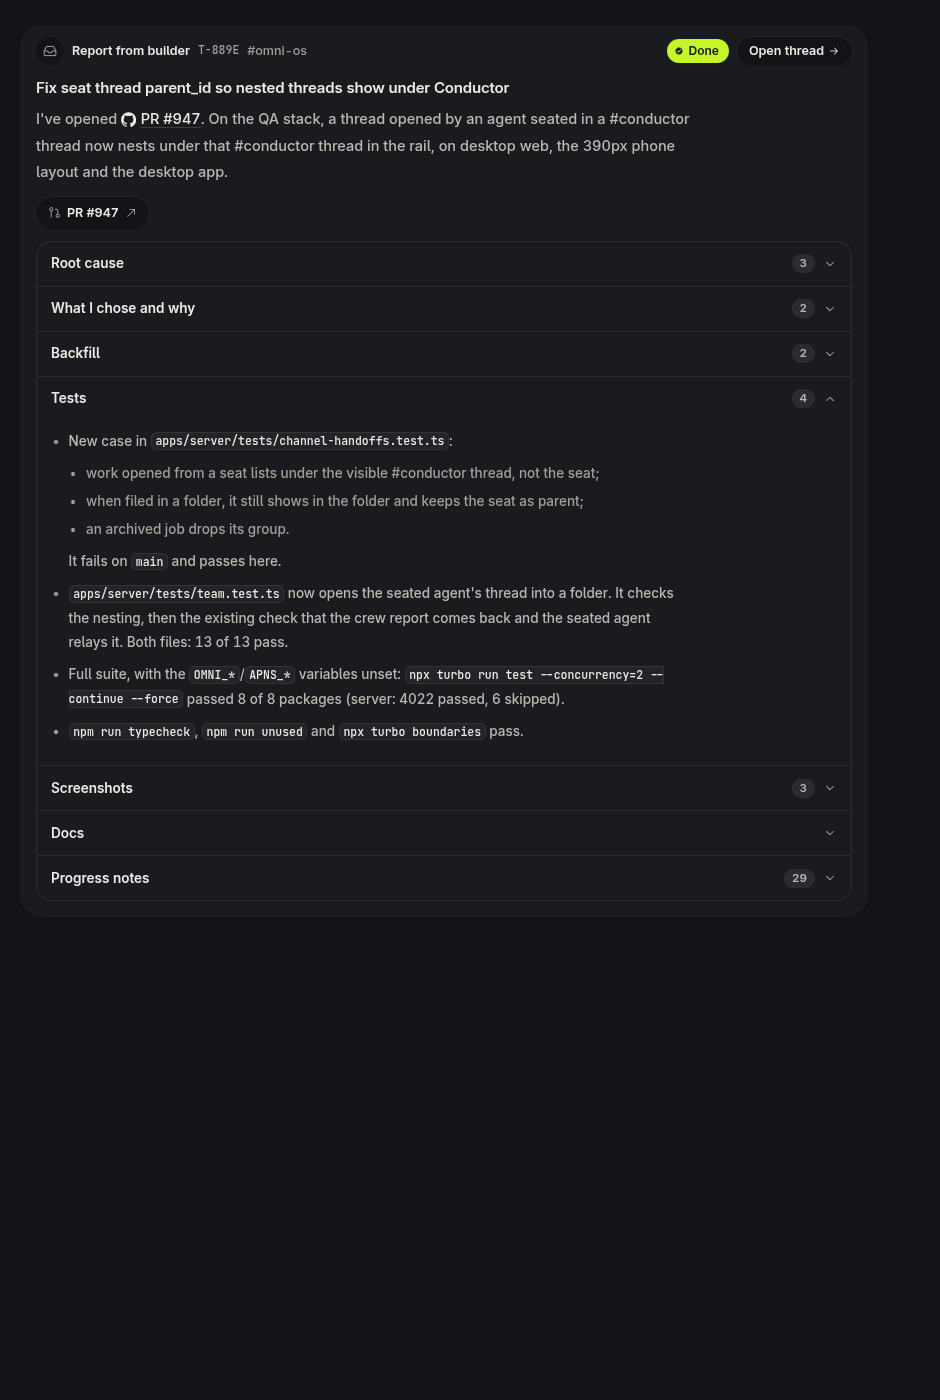 Report from builder T-889E #omni-os Done Open thread →
Fix seat thread parent_id so nested threads show under Conductor
I've opened PR #947. On the QA stack, a thread opened by an agent seated in a #conductor
thread now nests under that #conductor thread in the rail, on desktop web, the 390px phone
layout and the desktop app.
PR #947 ↗
Root cause 3
What I chose and why 2
Backfill 2
Tests 4
• New case in apps/server/tests/channel-handoffs.test.ts:
• work opened from a seat lists under the visible #conductor thread, not the seat;
• when filed in a folder, it still shows in the folder and keeps the seat as parent;
• an archived job drops its group.
It fails on main and passes here.
• apps/server/tests/team.test.ts now opens the seated agent's thread into a folder. It checks
the nesting, then the existing check that the crew report comes back and the seated agent
relays it. Both files: 13 of 13 pass.
• Full suite, with the OMNI_*/APNS_* variables unset: npx turbo run test --concurrency=2 --
continue --force passed 8 of 8 packages (server: 4022 passed, 6 skipped).
• npm run typecheck, npm run unused and npx turbo boundaries pass.
Screenshots 3
Docs
Progress notes 29